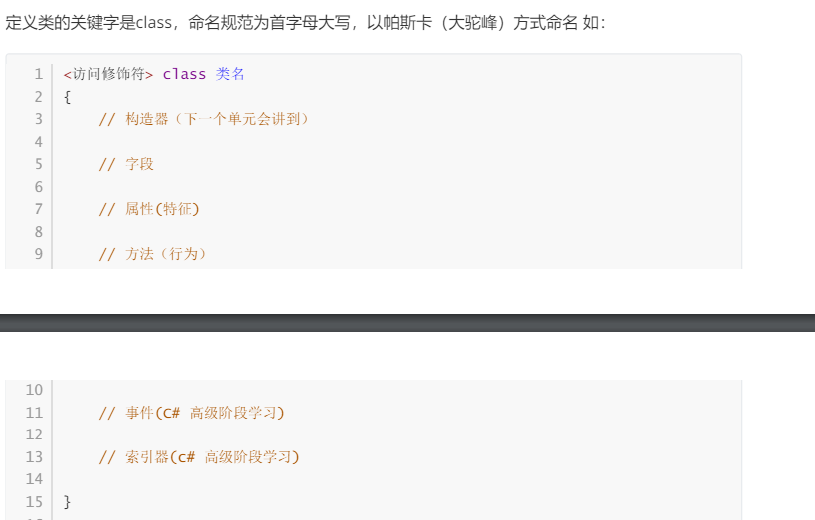 定义类的关键字是class，命名规范为首字母大写，以帕斯卡（大驼峰）方式命名 如：
1 <访问修饰符> class 类名
2 {
3 // 构造器（下一个单元会讲到）
4
5 // 字段
6
7 // 属性(特征)
8
9 // 方法（行为）
10
11 // 事件(C# 高级阶段学习)
12
13 // 索引器(c# 高级阶段学习)
14
15 }